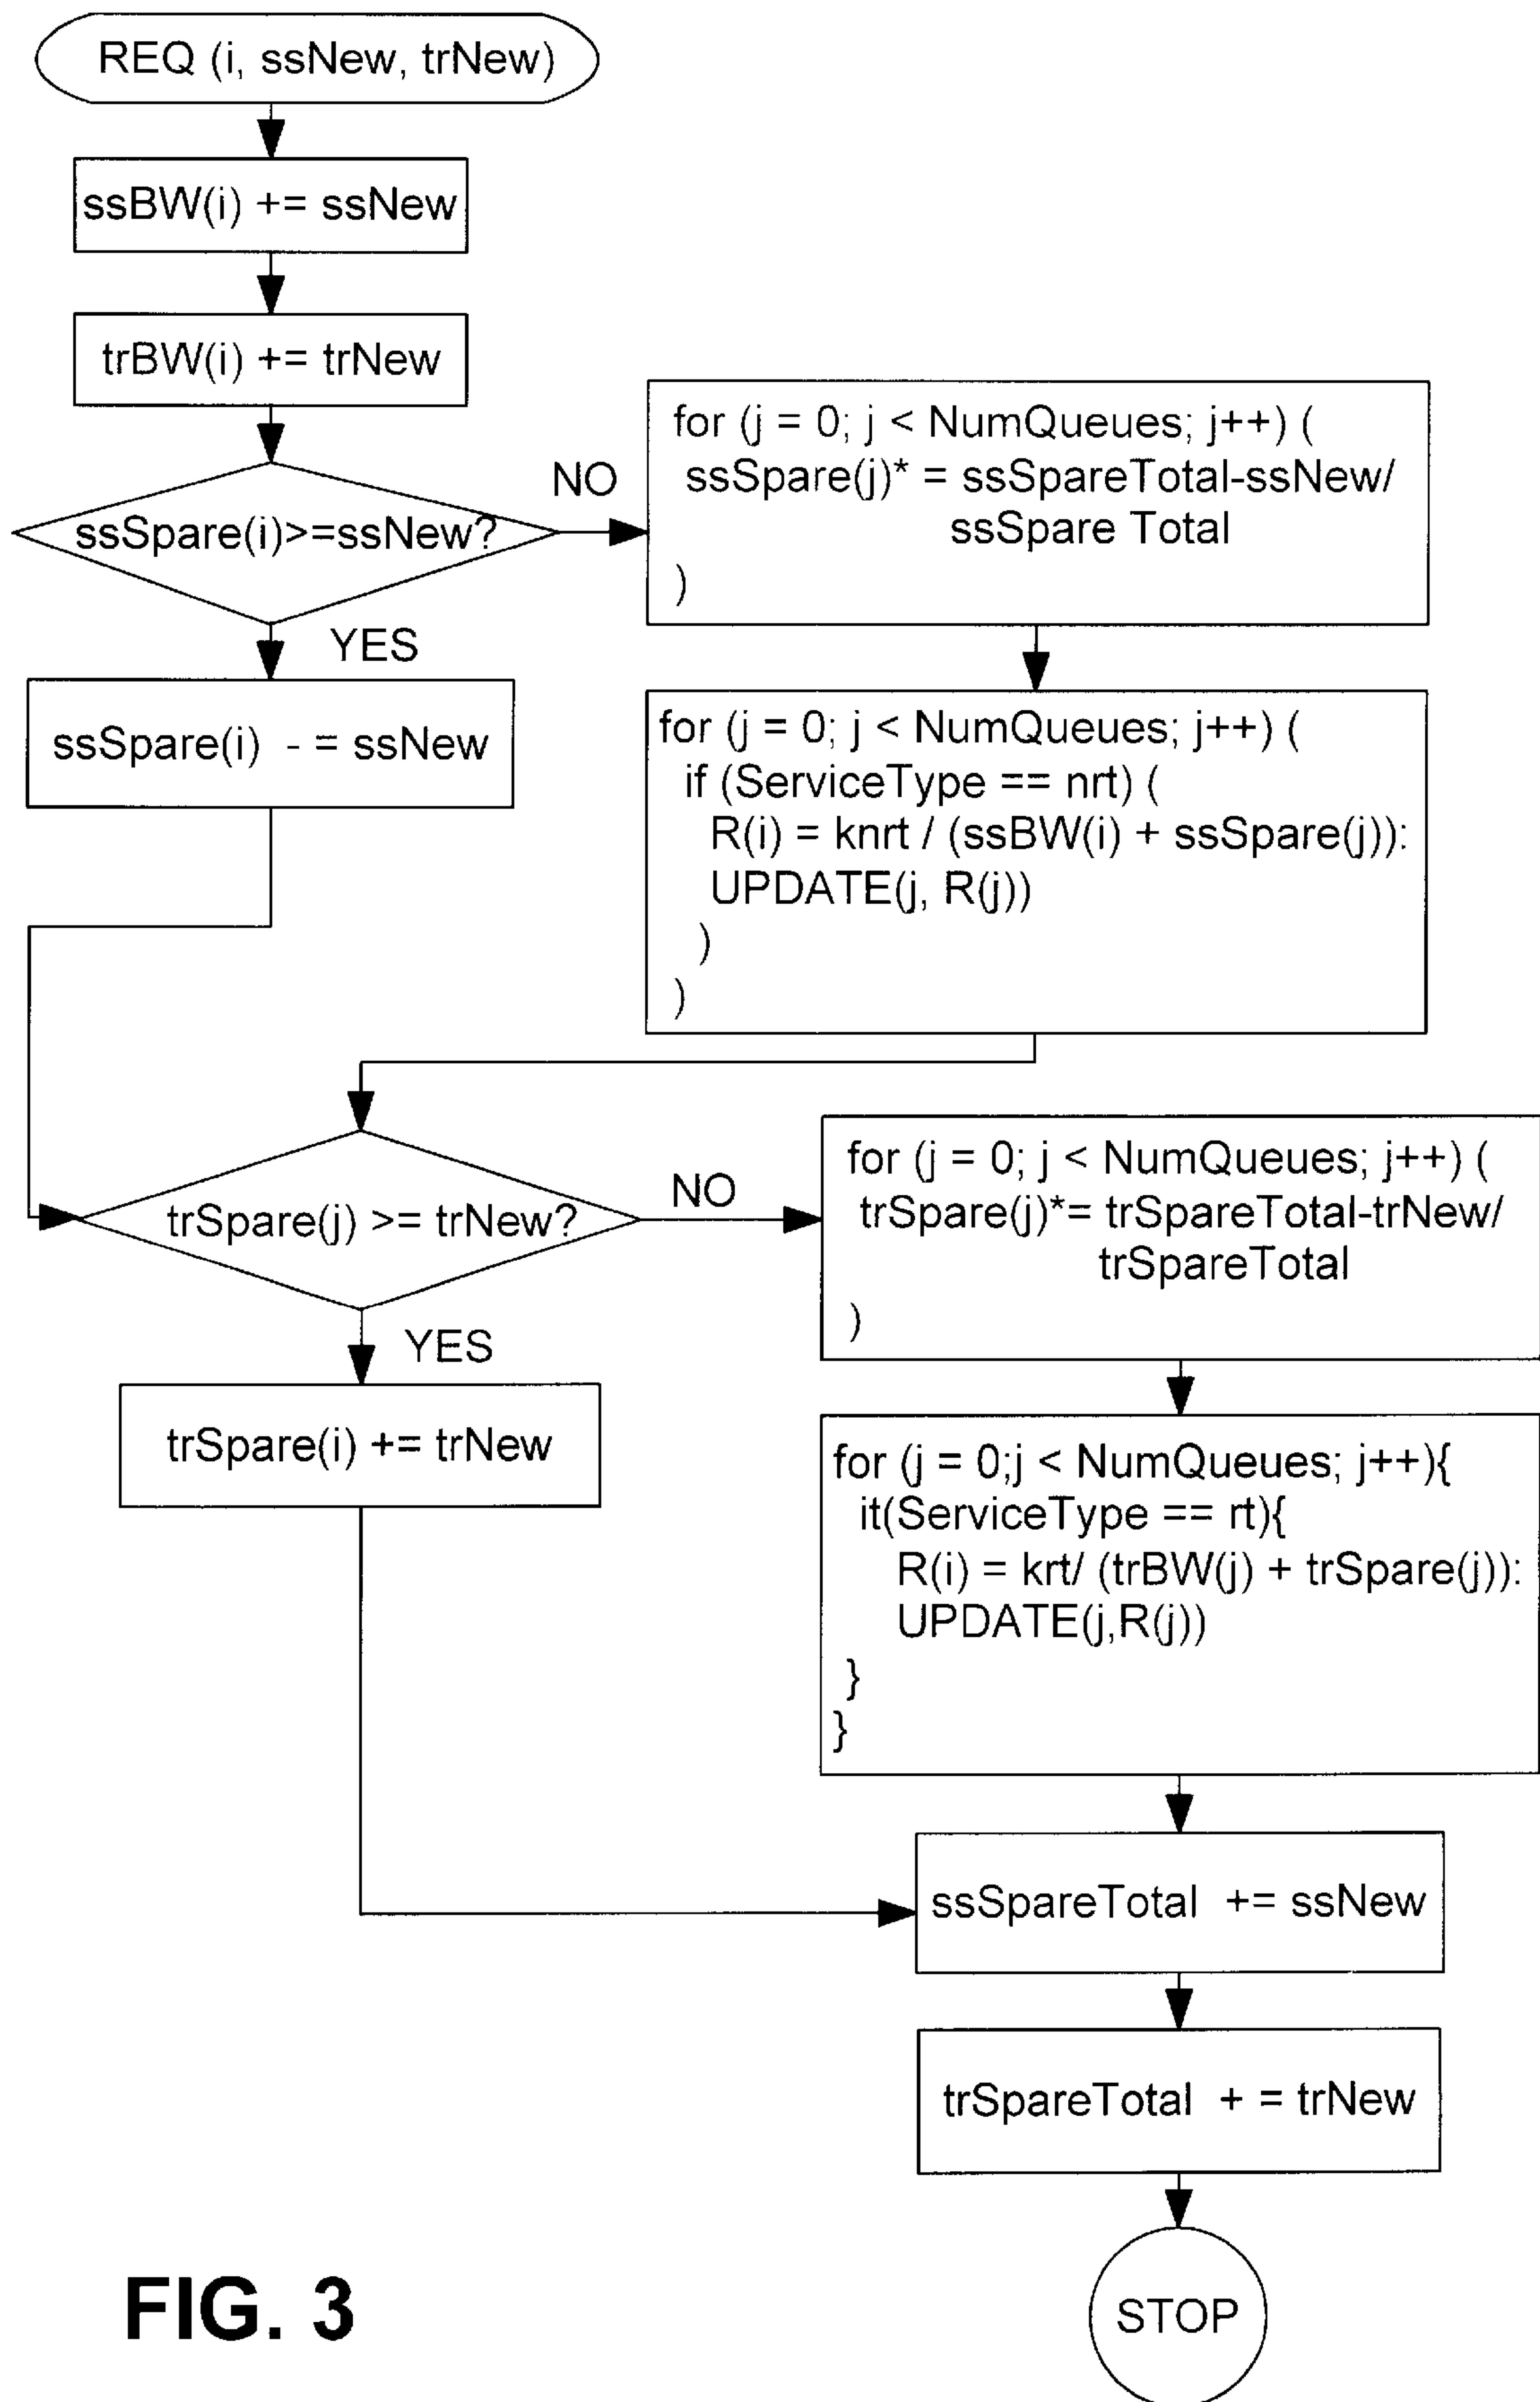 REQ (i, ssNew, trNew)
ssBW(i) += ssNew
trBW(i) += trNew
ssSpare(i)>=ssNew?
NO
for (j = 0; j < NumQueues; j++) (
ssSpare(j)* = ssSpareTotal-ssNew/
ssSpare Total
)
YES
ssSpare(i) - = ssNew
for (j = 0; j < NumQueues; j++) (
if (ServiceType == nrt) (
R(i) = knrt / (ssBW(i) + ssSpare(j)):
UPDATE(j, R(j))
)
)
trSpare(j) >= trNew?
NO
for (j = 0; j < NumQueues; j++) (
trSpare(j)*= trSpareTotal-trNew/
trSpareTotal
)
YES
trSpare(i) += trNew
for (j = 0;j < NumQueues; j++){
it(ServiceType == rt){
R(i) = krt/ (trBW(j) + trSpare(j)):
UPDATE(j,R(j))
}
}
ssSpareTotal += ssNew
trSpareTotal + = trNew
STOP
FIG. 3